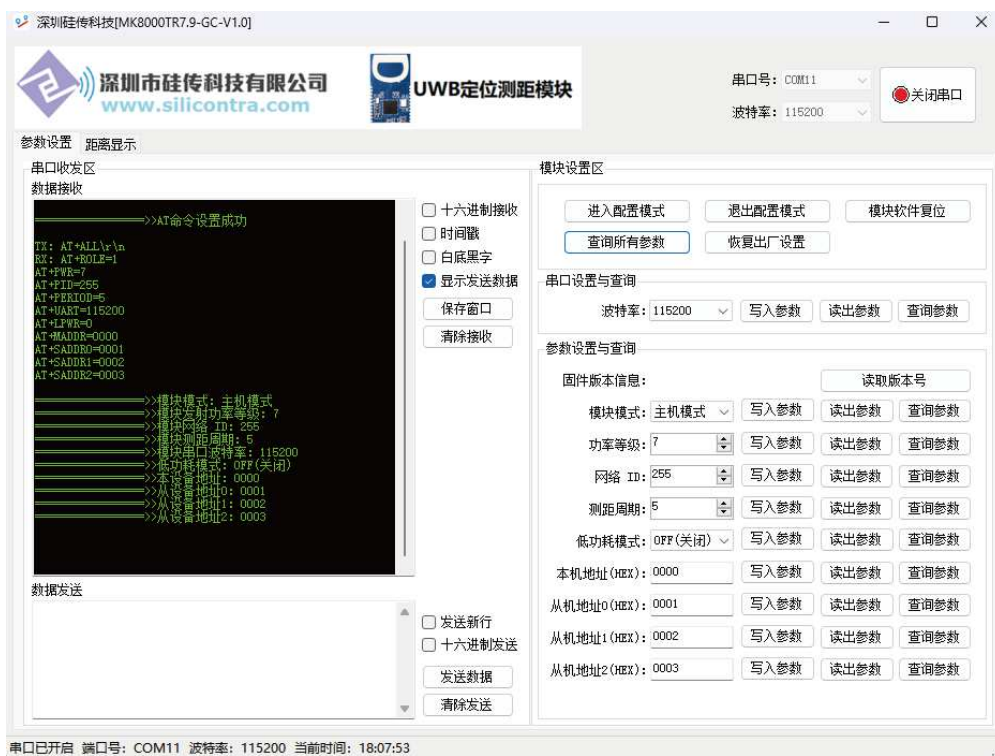 深圳硅传科技[MK8000TR7.9-GC-V1.0]
深圳市硅传科技有限公司
www.silicontra.com
UWB定位测距模块
串口号： COM11
波特率： 115200
关闭串口
参数设置 距离显示
串口收发区
数据接收
══════════>>AT命令设置成功
TX: AT+ALL\r\n
RX: AT+ROLE=1
AT+PWR=7
AT+PID=255
AT+PERIOD=5
AT+UART=115200
AT+LPWR=0
AT+MADDR=0000
AT+SADDR0=0001
AT+SADDR1=0002
AT+SADDR2=0003
══════════>>模块模式: 主机模式
══════════>>模块发射功率等级: 7
══════════>>模块网络 ID: 255
══════════>>模块测距周期: 5
══════════>>模块串口波特率: 115200
══════════>>低功耗模式: OFF(关闭)
══════════>>本设备地址: 0000
══════════>>从设备地址0: 0001
══════════>>从设备地址1: 0002
══════════>>从设备地址2: 0003
十六进制接收
时间戳
白底黑字
显示发送数据
保存窗口
清除接收
数据发送
发送新行
十六进制发送
发送数据
清除发送
模块设置区
进入配置模式 退出配置模式 模块软件复位
查询所有参数 恢复出厂设置
串口设置与查询
波特率： 115200 写入参数 读出参数 查询参数
参数设置与查询
固件版本信息： 读取版本号
模块模式： 主机模式 写入参数 读出参数 查询参数
功率等级： 7 写入参数 读出参数 查询参数
网络 ID： 255 写入参数 读出参数 查询参数
测距周期： 5 写入参数 读出参数 查询参数
低功耗模式： OFF(关闭) 写入参数 读出参数 查询参数
本机地址(HEX)： 0000 写入参数 读出参数 查询参数
从机地址0(HEX)： 0001 写入参数 读出参数 查询参数
从机地址1(HEX)： 0002 写入参数 读出参数 查询参数
从机地址2(HEX)： 0003 写入参数 读出参数 查询参数
串口已开启 端口号：COM11 波特率：115200 当前时间：18:07:53